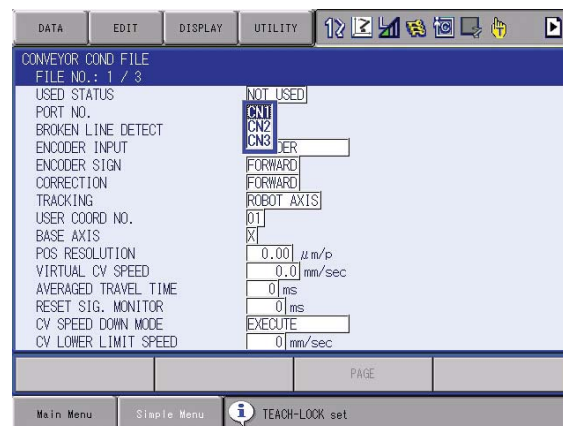 DATA EDIT DISPLAY UTILITY
CONVEYOR COND FILE
FILE NO.: 1 / 3
USED STATUS NOT USED
PORT NO. CN1
CN2
BROKEN LINE DETECT
CN3
ENCODER INPUT
ENCODER SIGN FORWARD
CORRECTION FORWARD
TRACKING ROBOT AXIS
USER COORD NO. 01
BASE AXIS X
POS RESOLUTION 0.00 μm/p
VIRTUAL CV SPEED 0.0 mm/sec
AVERAGED TRAVEL TIME 0 ms
RESET SIG. MONITOR 0 ms
CV SPEED DOWN MODE EXECUTE
CV LOWER LIMIT SPEED 0 mm/sec
PAGE
Main Menu Simple Menu TEACH-LOCK set